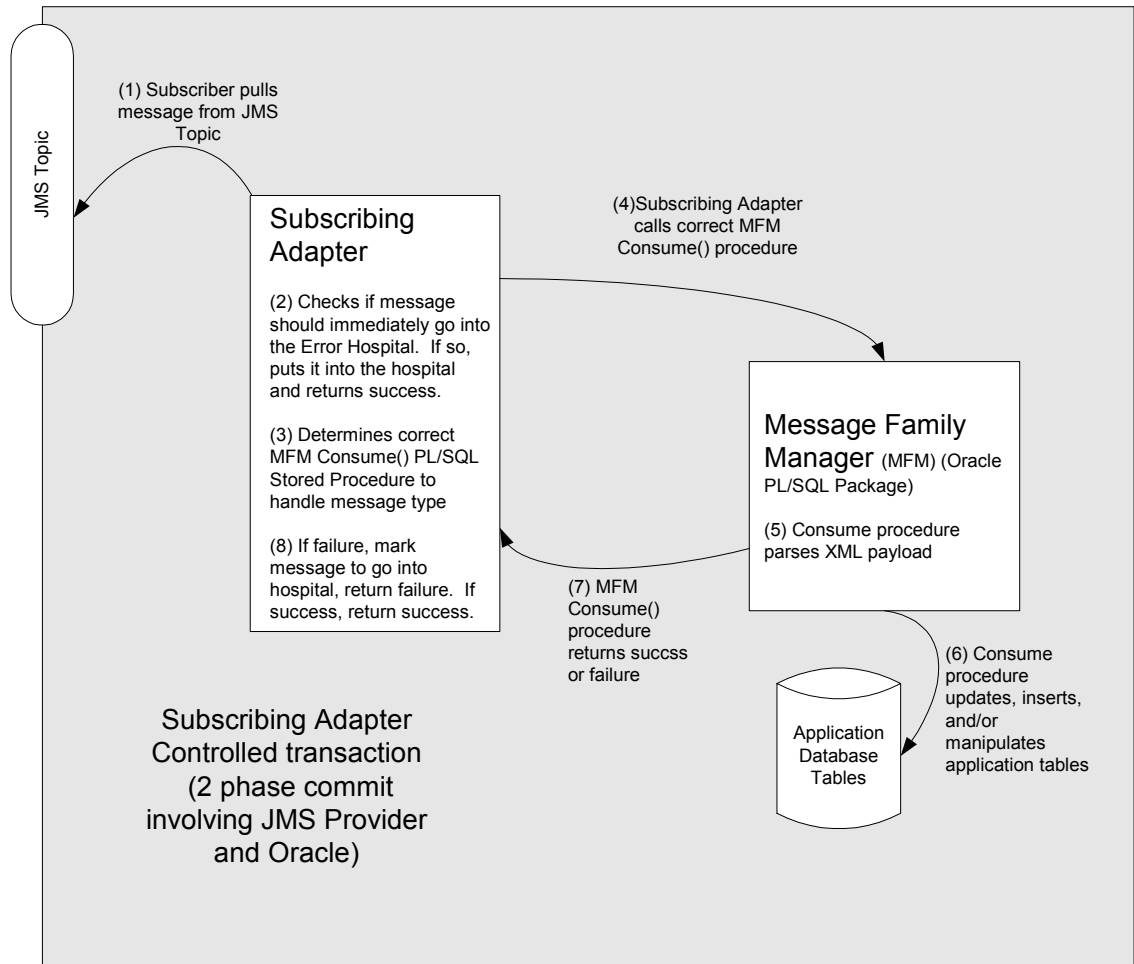 JMS Topic
(1) Subscriber pulls
message from JMS
Topic
Subscribing
Adapter
(2) Checks if message
should immediately go into
the Error Hospital.  If so,
puts it into the hospital
and returns success.
(3) Determines correct
MFM Consume() PL/SQL
Stored Procedure to
handle message type
(8) If failure, mark
message to go into
hospital, return failure.  If
success, return success.
(4)Subscribing Adapter
calls correct MFM
Consume() procedure
Message Family
Manager (MFM) (Oracle
PL/SQL Package)
(5) Consume procedure
parses XML payload
(7) MFM
Consume()
procedure
returns succss
or failure
(6) Consume
procedure
updates, inserts,
and/or
manipulates
application tables
Application
Database
Tables
Subscribing Adapter
Controlled transaction
(2 phase commit
involving JMS Provider
and Oracle)